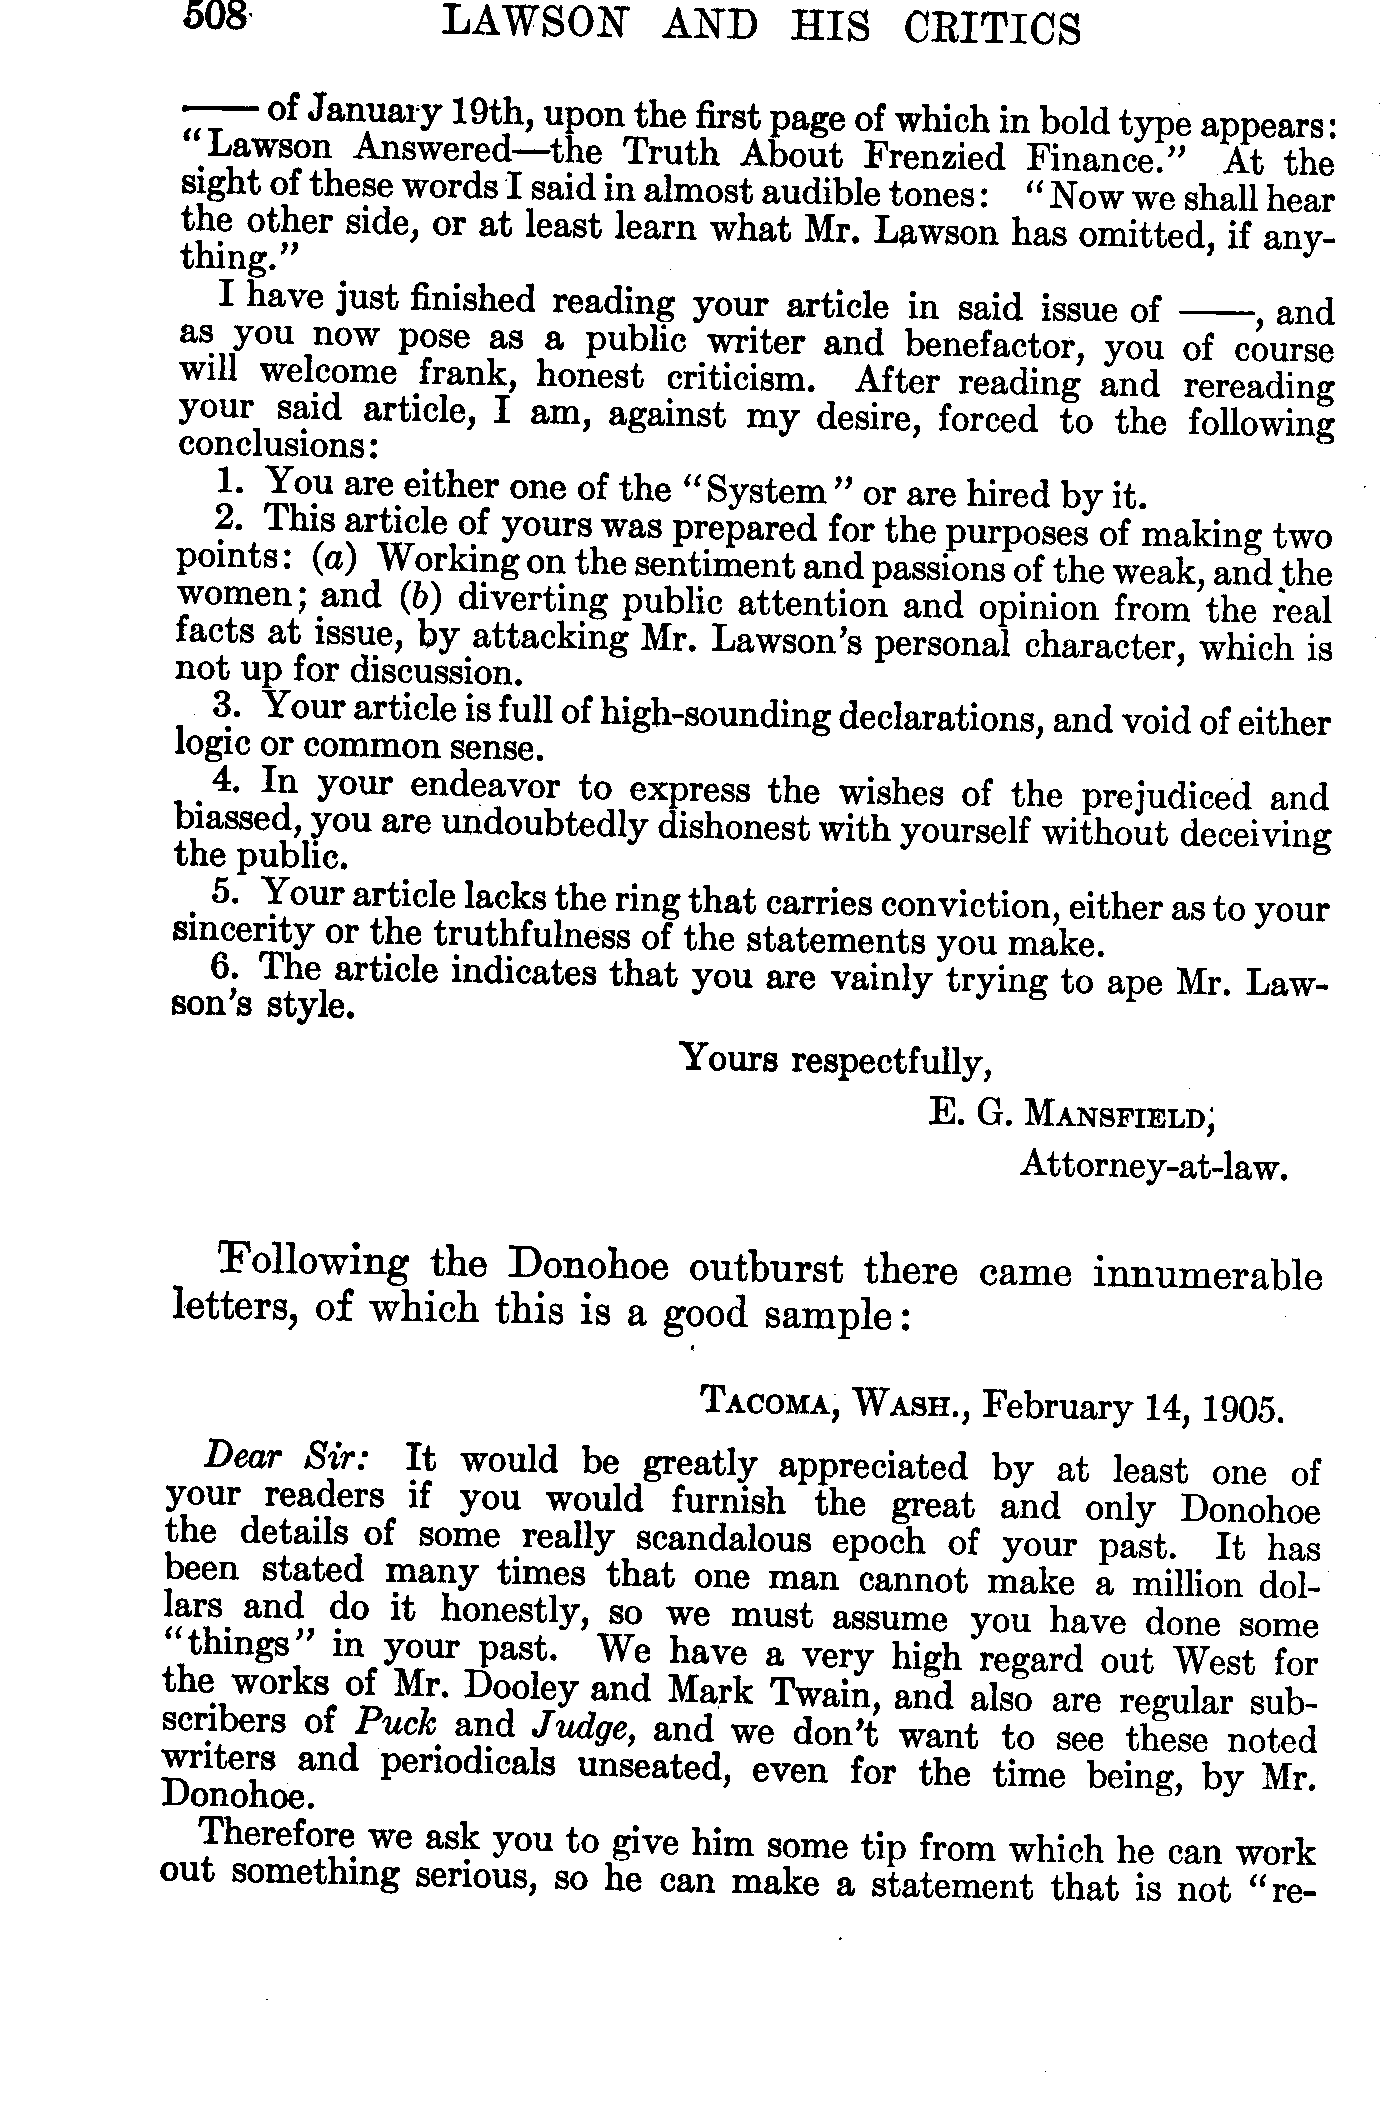 508 LAWSON AND HIS CRITICS
—— of January 19th, upon the first page of which in bold type appears:
"Lawson Answered—the Truth About Frenzied Finance." At the
sight of these words I said in almost audible tones: "Now we shall hear
the other side, or at least learn what Mr. Lawson has omitted, if any-
thing."
I have just finished reading your article in said issue of ——, and
as you now pose as a public writer and benefactor, you of course
will welcome frank, honest criticism. After reading and rereading
your said article, I am, against my desire, forced to the following
conclusions:
1. You are either one of the "System" or are hired by it.
2. This article of yours was prepared for the purposes of making two
points: (a) Working on the sentiment and passions of the weak, and the
women; and (b) diverting public attention and opinion from the real
facts at issue, by attacking Mr. Lawson's personal character, which is
not up for discussion.
3. Your article is full of high-sounding declarations, and void of either
logic or common sense.
4. In your endeavor to express the wishes of the prejudiced and
biassed, you are undoubtedly dishonest with yourself without deceiving
the public.
5. Your article lacks the ring that carries conviction, either as to your
sincerity or the truthfulness of the statements you make.
6. The article indicates that you are vainly trying to ape Mr. Law-
son's style.
Yours respectfully,
E. G. MANSFIELD,
Attorney-at-law.
Following the Donohoe outburst there came innumerable
letters, of which this is a good sample:
TACOMA, WASH., February 14, 1905.
Dear Sir: It would be greatly appreciated by at least one of
your readers if you would furnish the great and only Donohoe
the details of some really scandalous epoch of your past. It has
been stated many times that one man cannot make a million dol-
lars and do it honestly, so we must assume you have done some
"things" in your past. We have a very high regard out West for
the works of Mr. Dooley and Mark Twain, and also are regular sub-
scribers of Puck and Judge, and we don't want to see these noted
writers and periodicals unseated, even for the time being, by Mr.
Donohoe.
Therefore we ask you to give him some tip from which he can work
out something serious, so he can make a statement that is not "re-